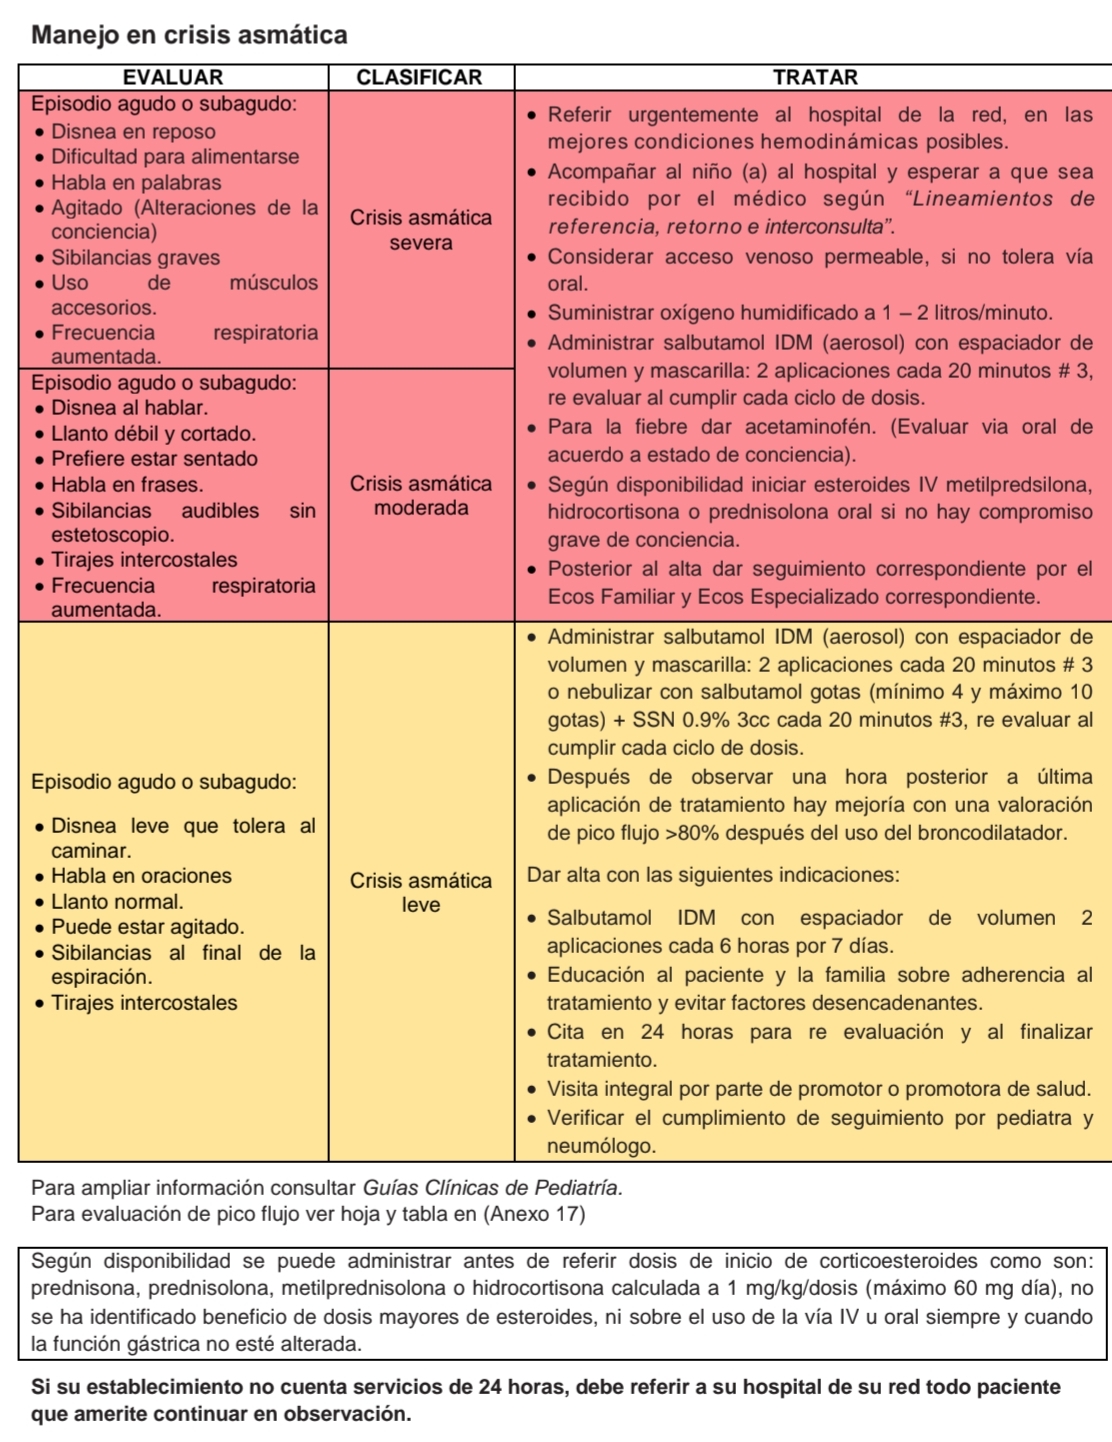 Manejo en crisis asmática
EVALUAR
CLASIFICAR
TRATAR
Episodio agudo o subagudo:
• Disnea en reposo
• Dificultad para alimentarse
• Habla en palabras
• Agitado (Alteraciones de la
conciencia)
• Sibilancias graves
• Uso de músculos
accesorios.
• Frecuencia respiratoria
aumentada.
Crisis asmática
severa
Episodio agudo o subagudo:
• Disnea al hablar.
• Llanto débil y cortado.
• Prefiere estar sentado
• Habla en frases.
• Sibilancias audibles sin
estetoscopio.
• Tirajes intercostales
• Frecuencia respiratoria
aumentada.
Crisis asmática
moderada
• Referir urgentemente al hospital de la red, en las
mejores condiciones hemodinámicas posibles.
• Acompañar al niño (a) al hospital y esperar a que sea
recibido por el médico según “Lineamientos de
referencia, retorno e interconsulta”.
• Considerar acceso venoso permeable, si no tolera vía
oral.
• Suministrar oxígeno humidificado a 1 – 2 litros/minuto.
• Administrar salbutamol IDM (aerosol) con espaciador de
volumen y mascarilla: 2 aplicaciones cada 20 minutos # 3,
re evaluar al cumplir cada ciclo de dosis.
• Para la fiebre dar acetaminofén. (Evaluar via oral de
acuerdo a estado de conciencia).
• Según disponibilidad iniciar esteroides IV metilpredsilona,
hidrocortisona o prednisolona oral si no hay compromiso
grave de conciencia.
• Posterior al alta dar seguimiento correspondiente por el
Ecos Familiar y Ecos Especializado correspondiente.
Episodio agudo o subagudo:
• Disnea leve que tolera al
caminar.
• Habla en oraciones
• Llanto normal.
• Puede estar agitado.
• Sibilancias al final de la
espiración.
• Tirajes intercostales
Crisis asmática
leve
• Administrar salbutamol IDM (aerosol) con espaciador de
volumen y mascarilla: 2 aplicaciones cada 20 minutos # 3
o nebulizar con salbutamol gotas (mínimo 4 y máximo 10
gotas) + SSN 0.9% 3cc cada 20 minutos #3, re evaluar al
cumplir cada ciclo de dosis.
• Después de observar una hora posterior a última
aplicación de tratamiento hay mejoría con una valoración
de pico flujo >80% después del uso del broncodilatador.
Dar alta con las siguientes indicaciones:
• Salbutamol IDM con espaciador de volumen 2
aplicaciones cada 6 horas por 7 días.
• Educación al paciente y la familia sobre adherencia al
tratamiento y evitar factores desencadenantes.
• Cita en 24 horas para re evaluación y al finalizar
tratamiento.
• Visita integral por parte de promotor o promotora de salud.
• Verificar el cumplimiento de seguimiento por pediatra y
neumólogo.
Para ampliar información consultar Guías Clínicas de Pediatría.
Para evaluación de pico flujo ver hoja y tabla en (Anexo 17)
Según disponibilidad se puede administrar antes de referir dosis de inicio de corticoesteroides como son:
prednisona, prednisolona, metilprednisolona o hidrocortisona calculada a 1 mg/kg/dosis (máximo 60 mg día), no
se ha identificado beneficio de dosis mayores de esteroides, ni sobre el uso de la vía IV u oral siempre y cuando
la función gástrica no esté alterada.
Si su establecimiento no cuenta servicios de 24 horas, debe referir a su hospital de su red todo paciente
que amerite continuar en observación.